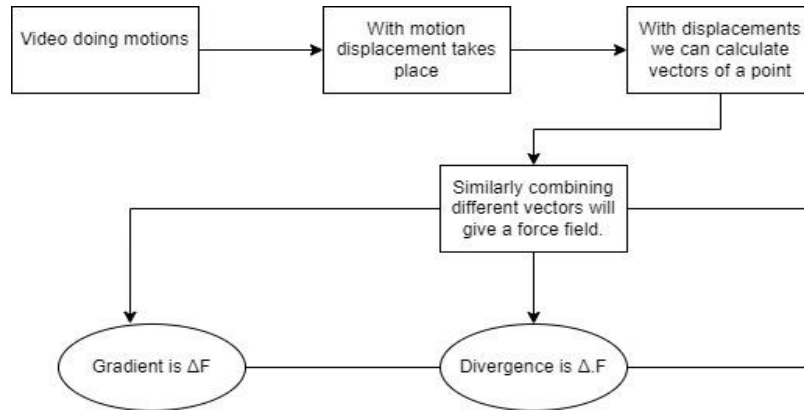 Video doing motions
With motion
displacement takes
place
With displacements
we can calculate
vectors of a point
Similarly combining
different vectors will
give a force field.
Gradient is ΔF
Divergence is Δ.F